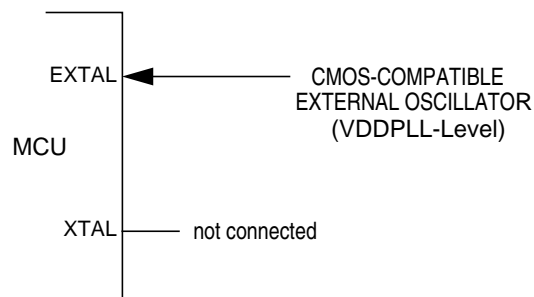 EXTAL
CMOS-COMPATIBLE
EXTERNAL OSCILLATOR
(VDDPLL-Level)
MCU
XTAL
not connected